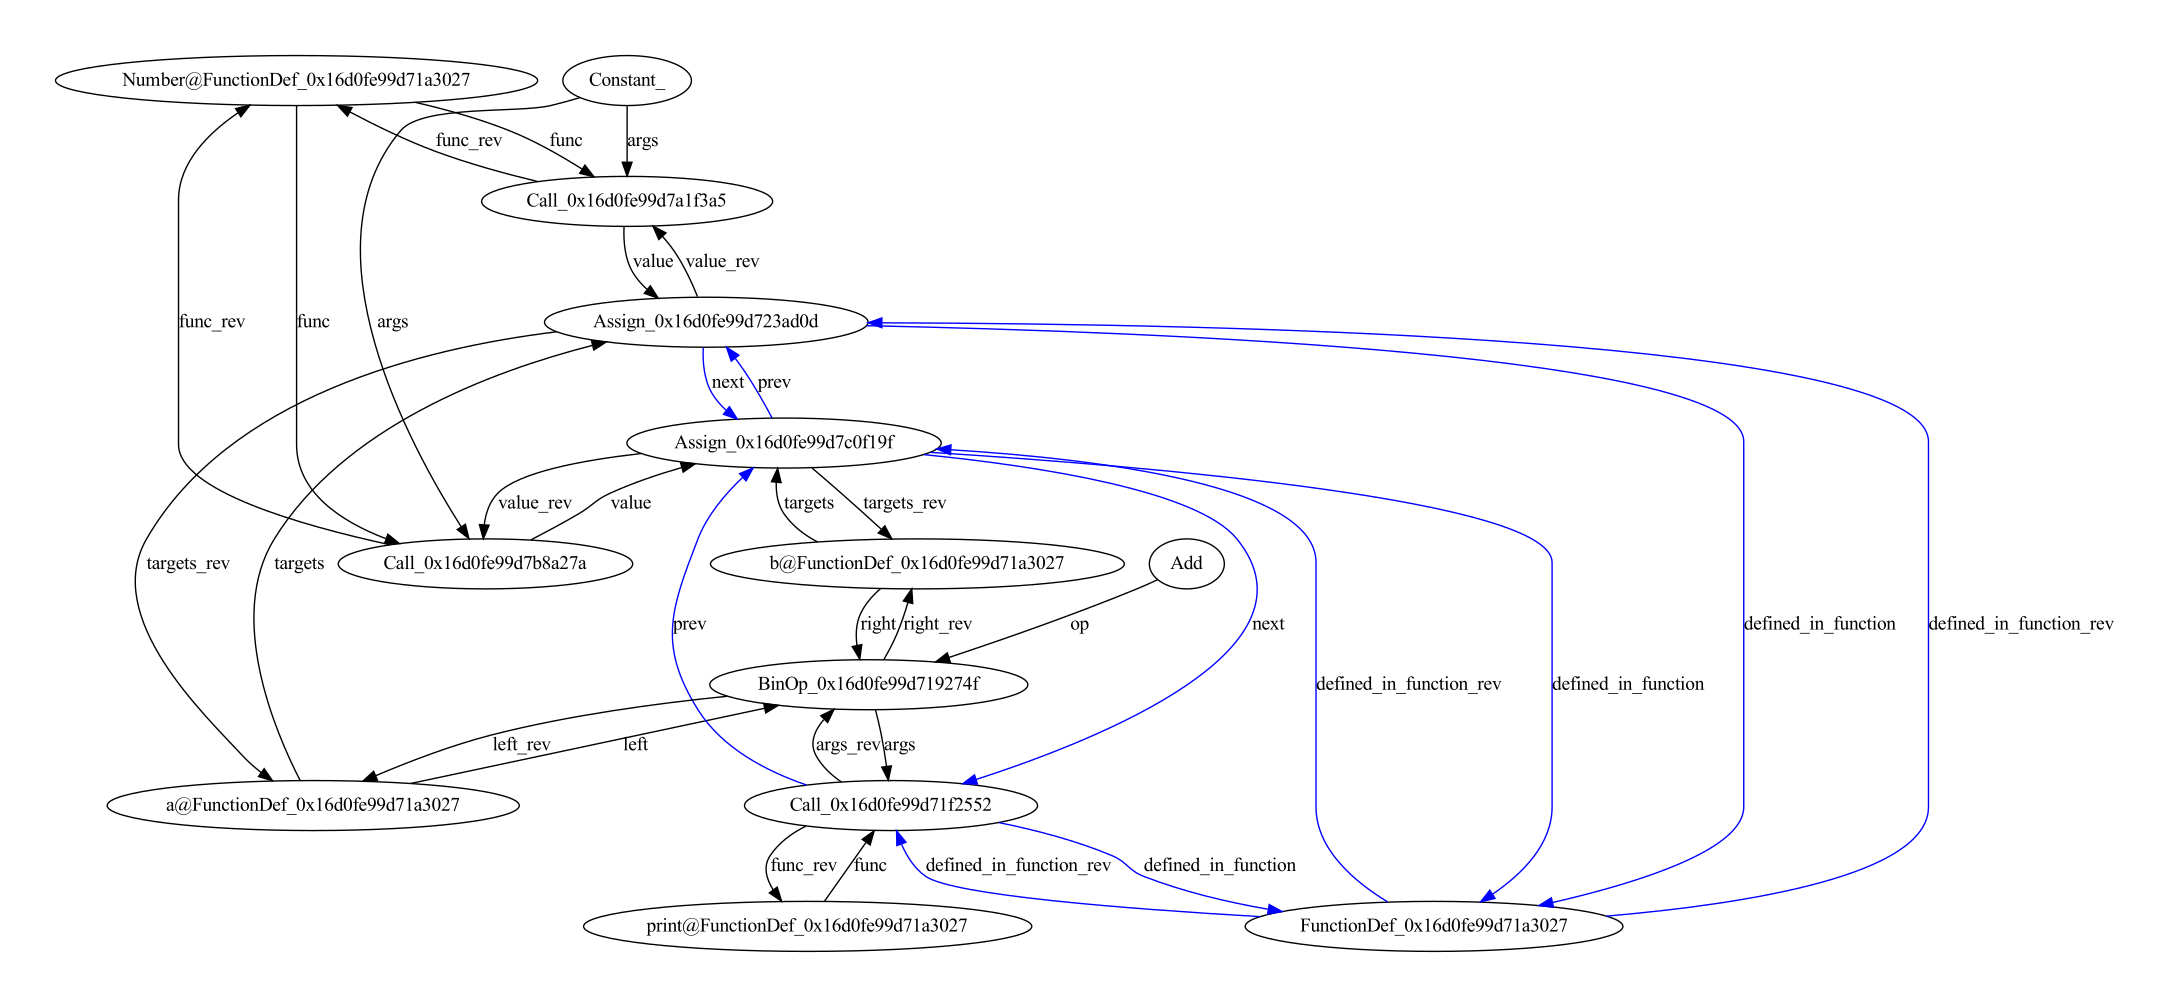 Number@FunctionDef_0x16d0fe99d71a3027
Constant_
func_rev
func
args
Call_0x16d0fe99d7a1f3a5
value
value_rev
func_rev
func
args
Assign_0x16d0fe99d723ad0d
next
prev
Assign_0x16d0fe99d7c0f19f
value_rev
value
targets
targets_rev
targets_rev
targets
Call_0x16d0fe99d7b8a27a
b@FunctionDef_0x16d0fe99d71a3027
Add
prev
right
right_rev
op
next
defined_in_function
defined_in_function_rev
BinOp_0x16d0fe99d719274f
defined_in_function_rev
defined_in_function
left_rev
left
args_rev
args
a@FunctionDef_0x16d0fe99d71a3027
Call_0x16d0fe99d71f2552
func_rev
func
defined_in_function_rev
defined_in_function
print@FunctionDef_0x16d0fe99d71a3027
FunctionDef_0x16d0fe99d71a3027